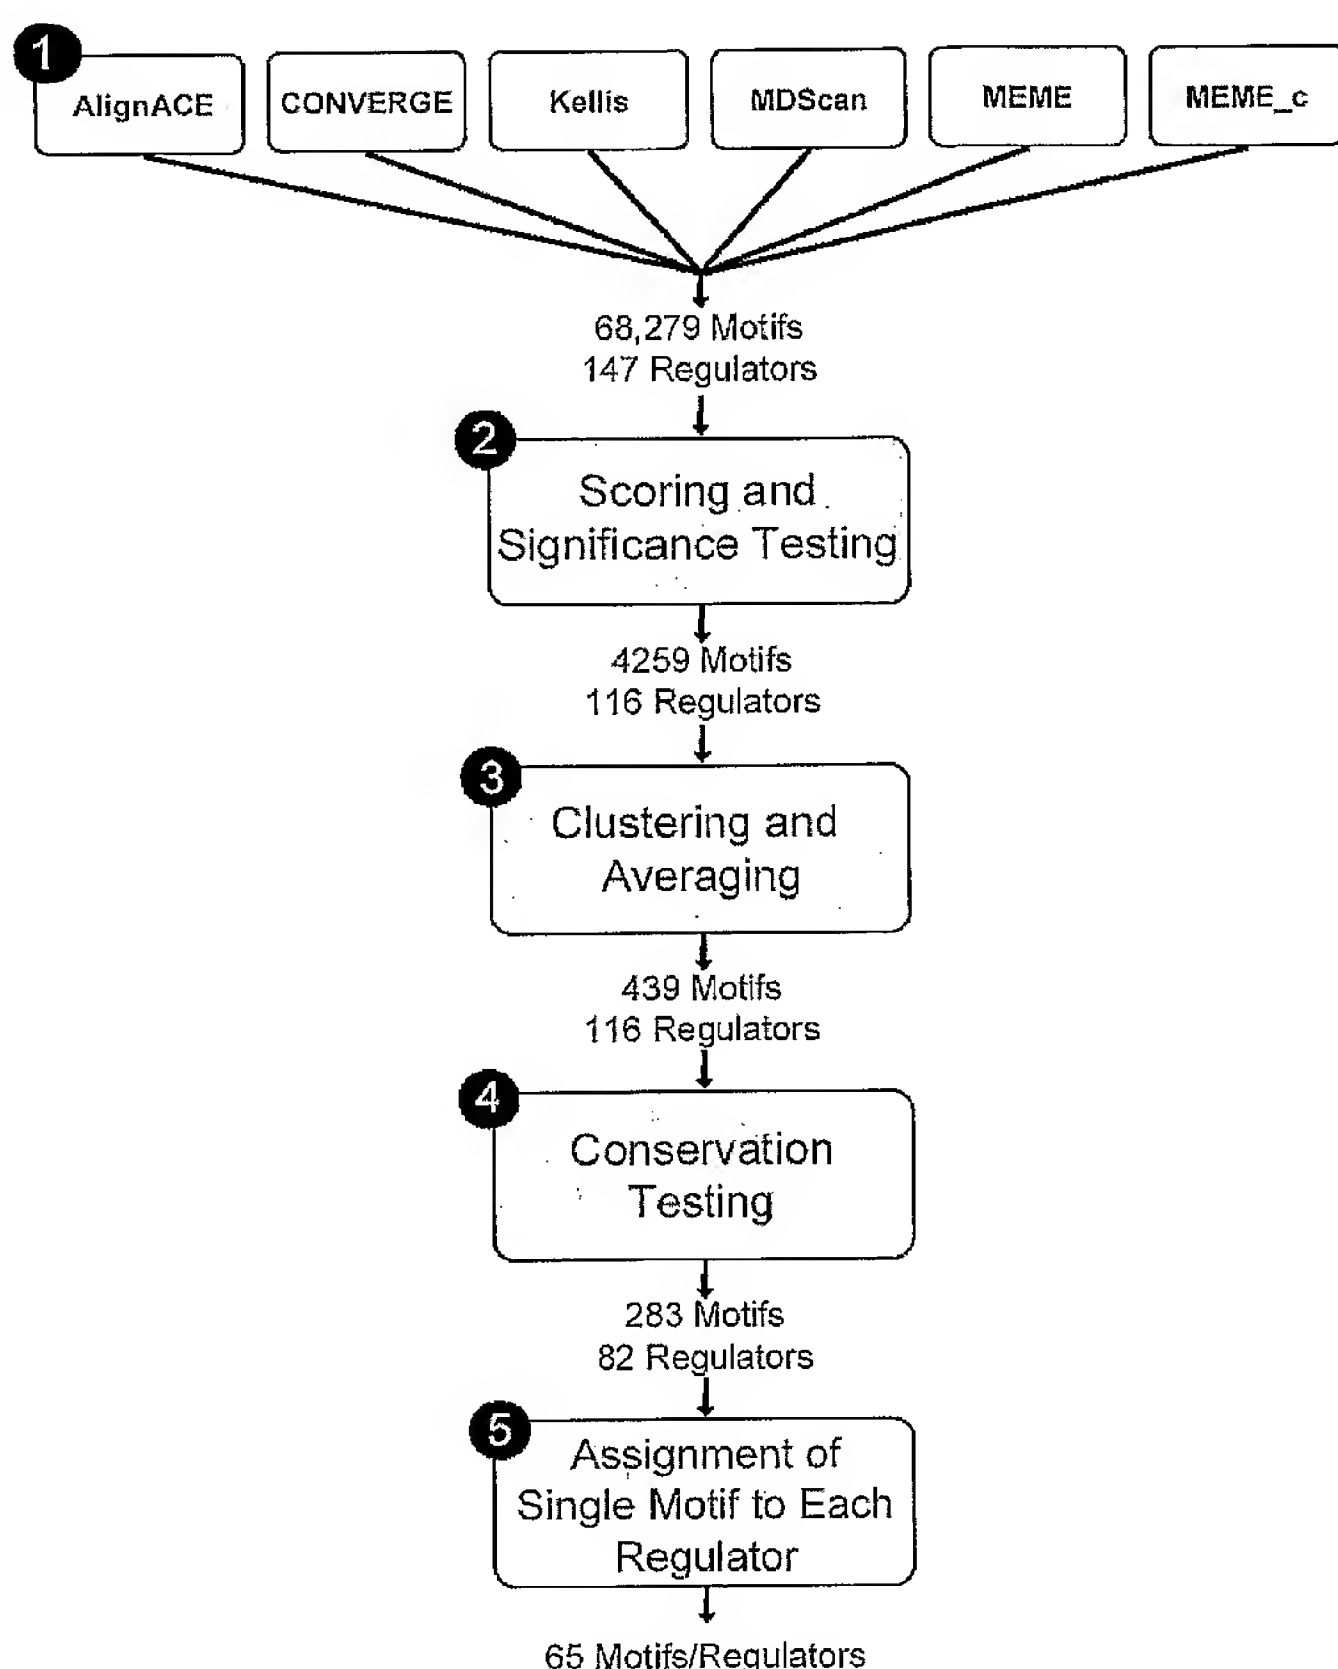 1
AlignACE
CONVERGE
Kellis
MDScan
MEME
MEME_c
68,279 Motifs
147 Regulators
2
Scoring and
Significance Testing
4259 Motifs
116 Regulators
3
Clustering and
Averaging
439 Motifs
116 Regulators
4
Conservation
Testing
283 Motifs
82 Regulators
5
Assignment of
Single Motif to Each
Regulator
65 Motifs/Regulators